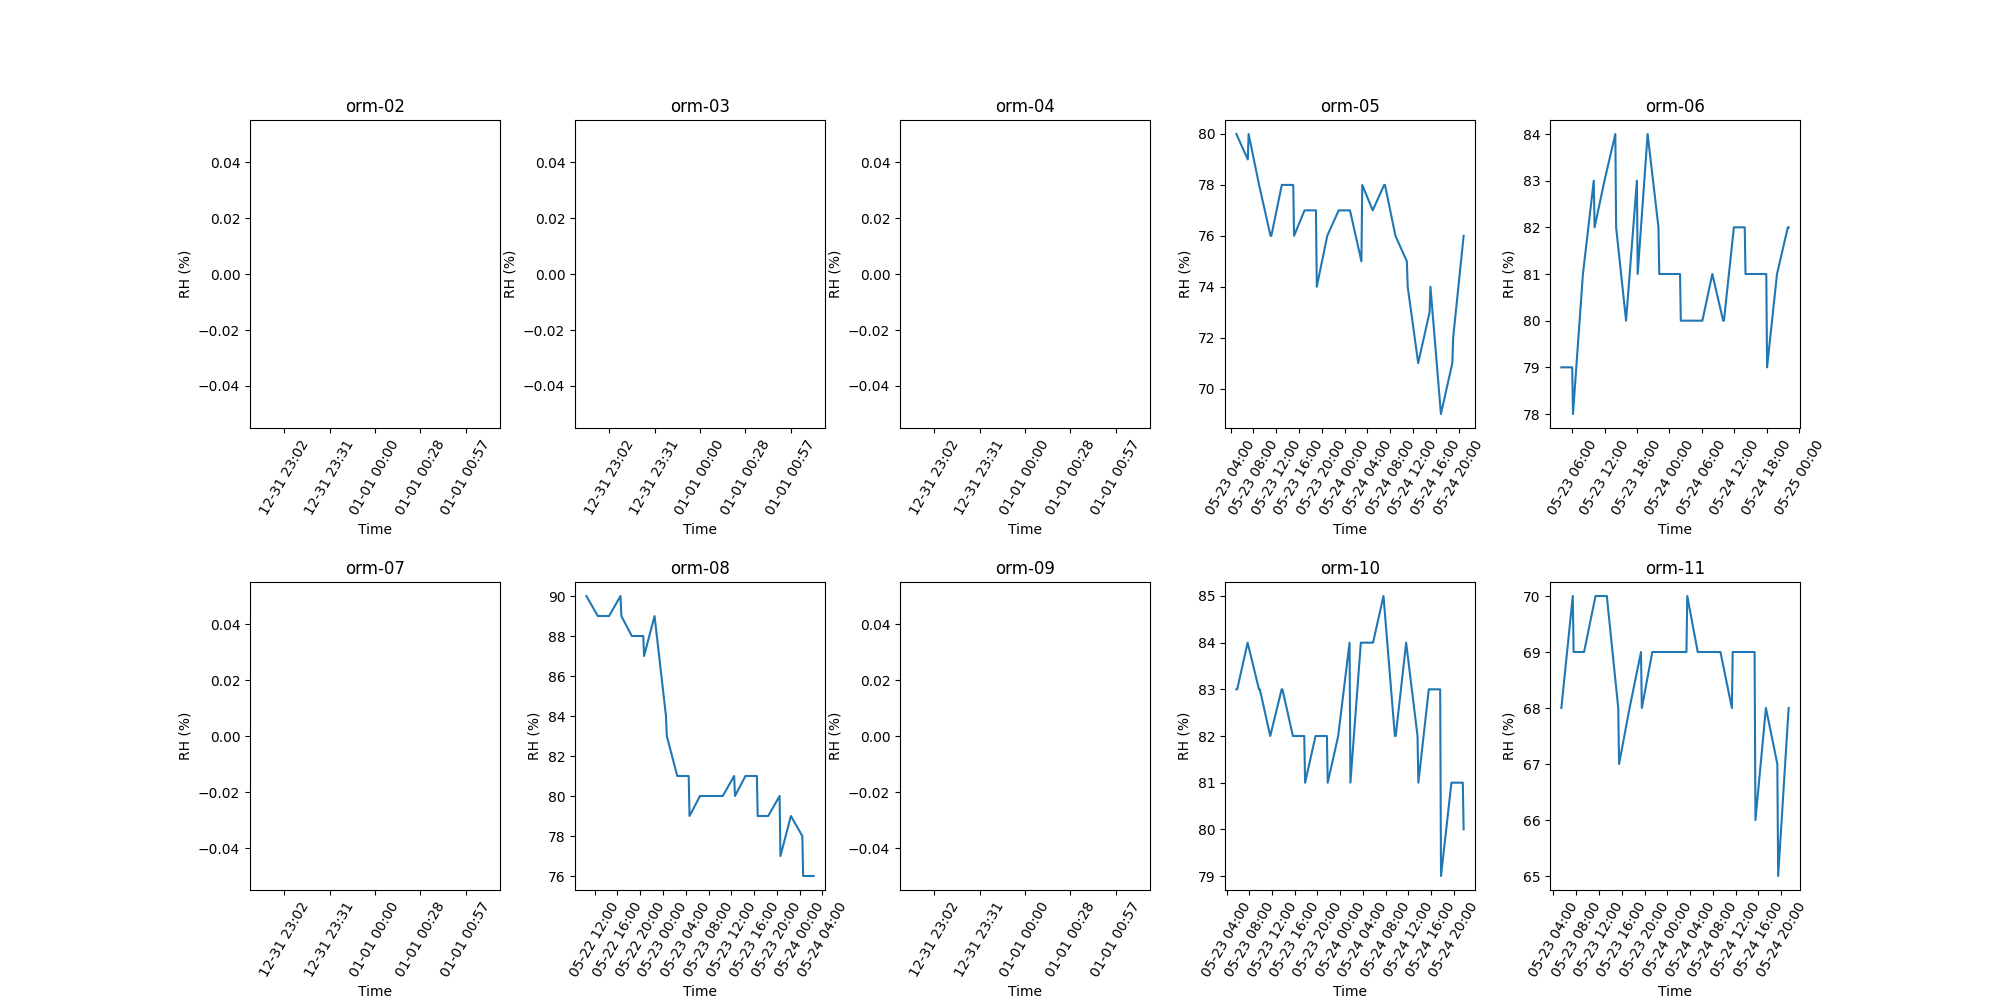 orm-02 orm-03 orm-04 orm-05 orm-06
RH (%) 0.04 0.02 0.00 −0.02 −0.04
12-31 23:02 12-31 23:31 01-01 00:00 01-01 00:28 01-01 00:57
Time
RH (%) 0.04 0.02 0.00 −0.02 −0.04
12-31 23:02 12-31 23:31 01-01 00:00 01-01 00:28 01-01 00:57
Time
RH (%) 0.04 0.02 0.00 −0.02 −0.04
12-31 23:02 12-31 23:31 01-01 00:00 01-01 00:28 01-01 00:57
Time
RH (%) 80 78 76 74 72 70
05-23 04:00 05-23 08:00 05-23 12:00 05-23 16:00 05-23 20:00 05-24 00:00 05-24 04:00 05-24 08:00 05-24 12:00 05-24 16:00 05-24 20:00
Time
RH (%) 84 83 82 81 80 79 78
05-23 06:00 05-23 12:00 05-23 18:00 05-24 00:00 05-24 06:00 05-24 12:00 05-24 18:00 05-25 00:00
Time
orm-07 orm-08 orm-09 orm-10 orm-11
RH (%) 0.04 0.02 0.00 −0.02 −0.04
12-31 23:02 12-31 23:31 01-01 00:00 01-01 00:28 01-01 00:57
Time
RH (%) 90 88 86 84 82 80 78 76
05-22 12:00 05-22 16:00 05-22 20:00 05-23 00:00 05-23 04:00 05-23 08:00 05-23 12:00 05-23 16:00 05-23 20:00 05-24 00:00 05-24 04:00
Time
RH (%) 0.04 0.02 0.00 −0.02 −0.04
12-31 23:02 12-31 23:31 01-01 00:00 01-01 00:28 01-01 00:57
Time
RH (%) 85 84 83 82 81 80 79
05-23 04:00 05-23 08:00 05-23 12:00 05-23 16:00 05-23 20:00 05-24 00:00 05-24 04:00 05-24 08:00 05-24 12:00 05-24 16:00 05-24 20:00
Time
RH (%) 70 69 68 67 66 65
05-23 04:00 05-23 08:00 05-23 12:00 05-23 16:00 05-23 20:00 05-24 00:00 05-24 04:00 05-24 08:00 05-24 12:00 05-24 16:00 05-24 20:00
Time